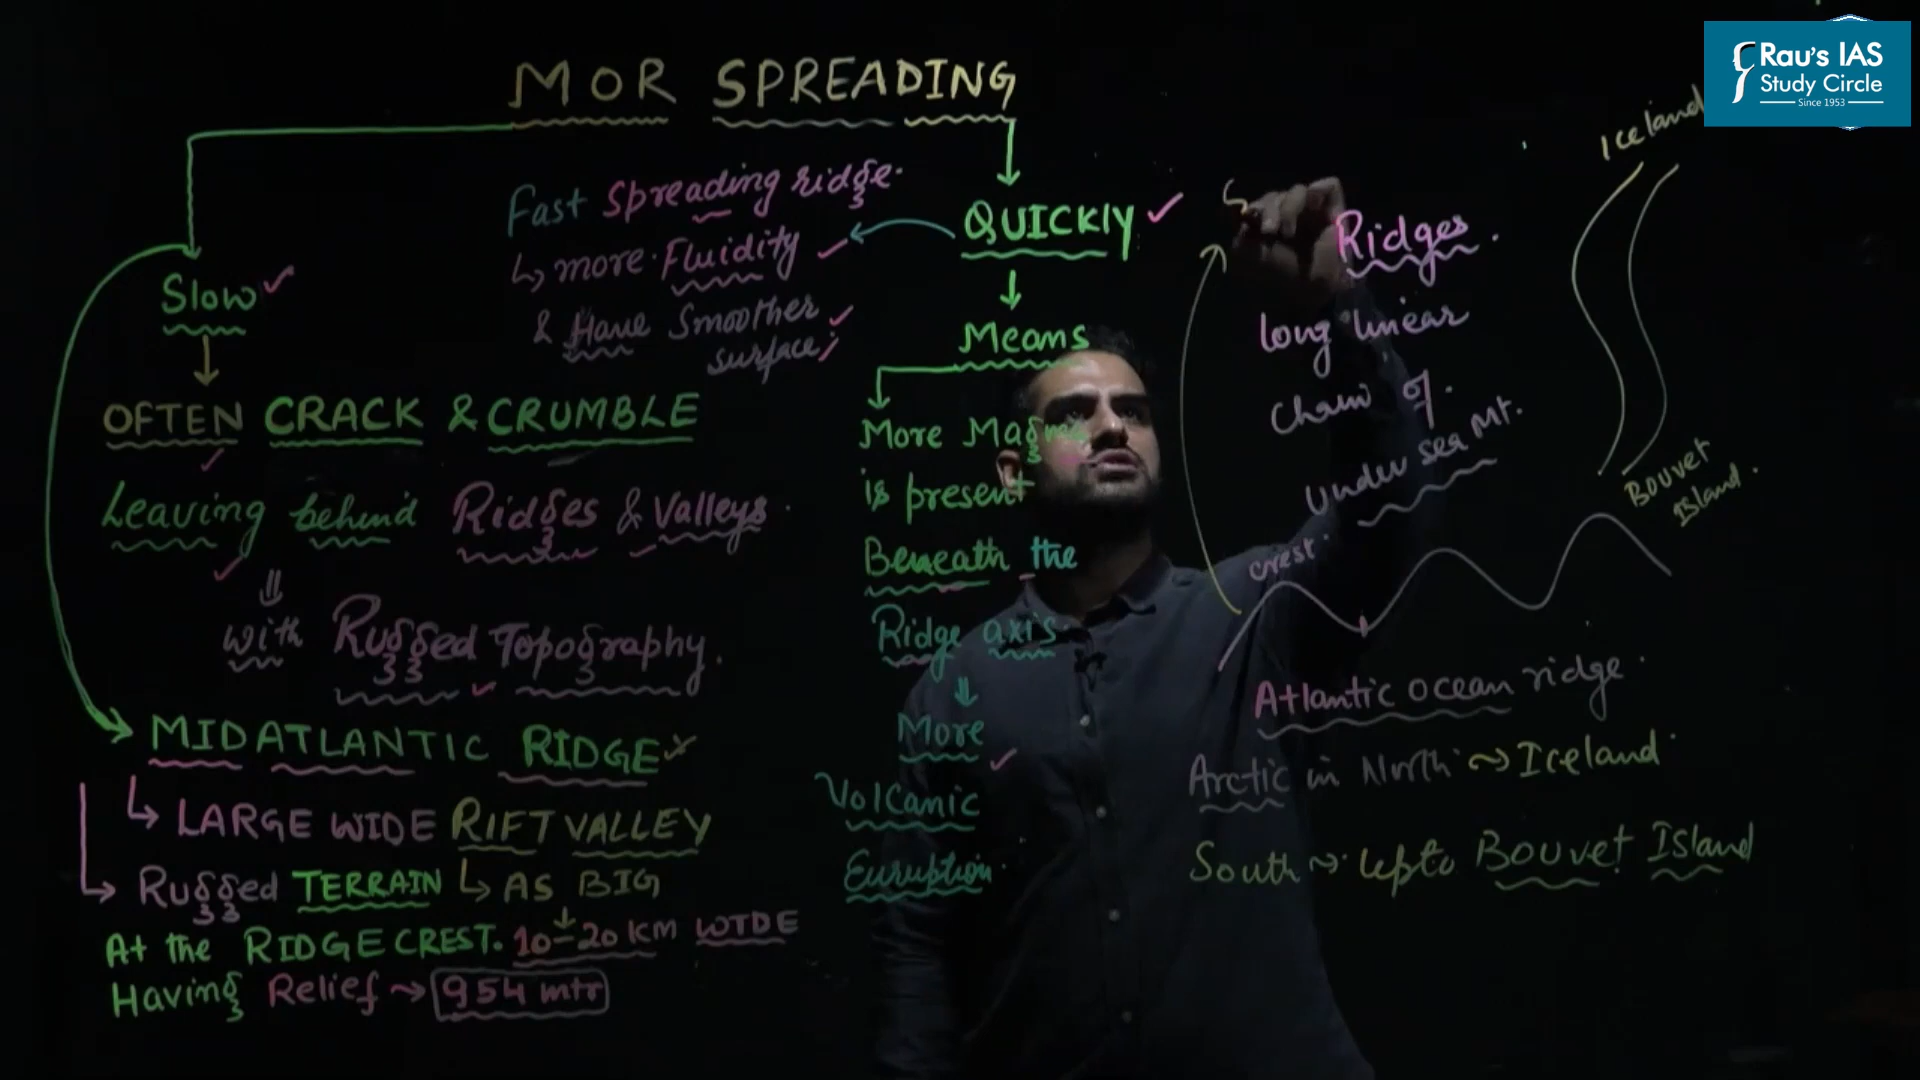 Rau's IAS
Study Circle
Since 1953
MOR SPREADING
Slow
OFTEN CRACK & CRUMBLE
Leaving behind Ridges & Valleys.
with Rugged Topography.
MID ATLANTIC RIDGE
LARGE WIDE RIFT VALLEY
Rugged TERRAIN
AS BIG
At the RIDGE CREST. 10-20 KM WIDE
Having Relief 954 mtr
Fast Spreading ridge.
more Fluidity
& Have Smoother
surface;
QUICKLY
Means
More Magma
is present
Beneath the
Ridge axis
More
Volcanic
Euruption.
Ridges.
long linear
Chain of.
under sea Mt.
crest.
Iceland
Bouvet
Island.
Atlantic ocean ridge.
Arctic in North Iceland.
South upto Bouvet Island